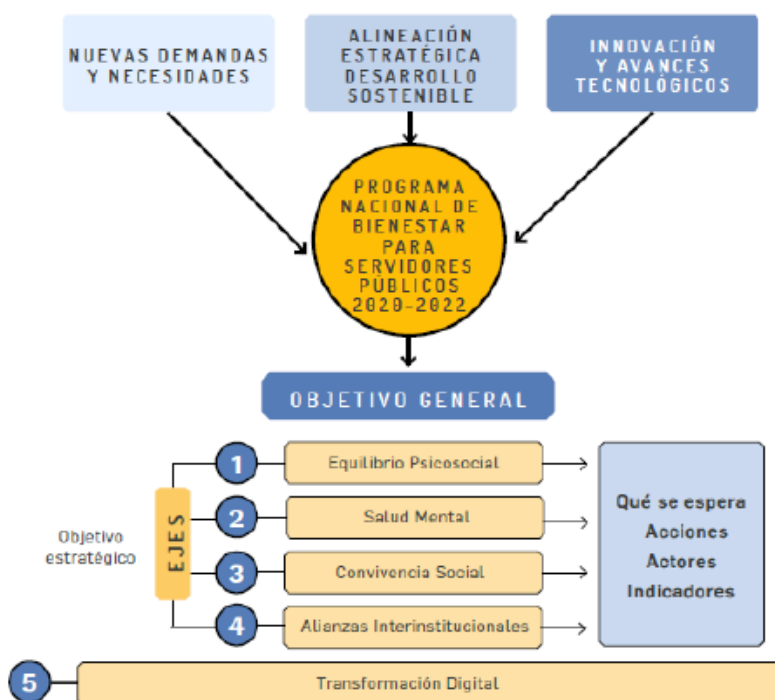 NUEVAS DEMANDAS
Y NECESIDADES
ALINEACIÓN
ESTRATÉGICA
DESARROLLO
SOSTENIBLE
INNOVACIÓN
Y AVANCES
TECNOLÓGICOS
PROGRAMA
NACIONAL DE
BIENESTAR
PARA
SERVIDORES
PÚBLICOS
2020-2022
OBJETIVO GENERAL
Objetivo
estratégico
EJES
1
Equilibrio Psicosocial
2
Salud Mental
3
Convivencia Social
4
Alianzas Interinstitucionales
Qué se espera
Acciones
Actores
Indicadores
5
Transformación Digital